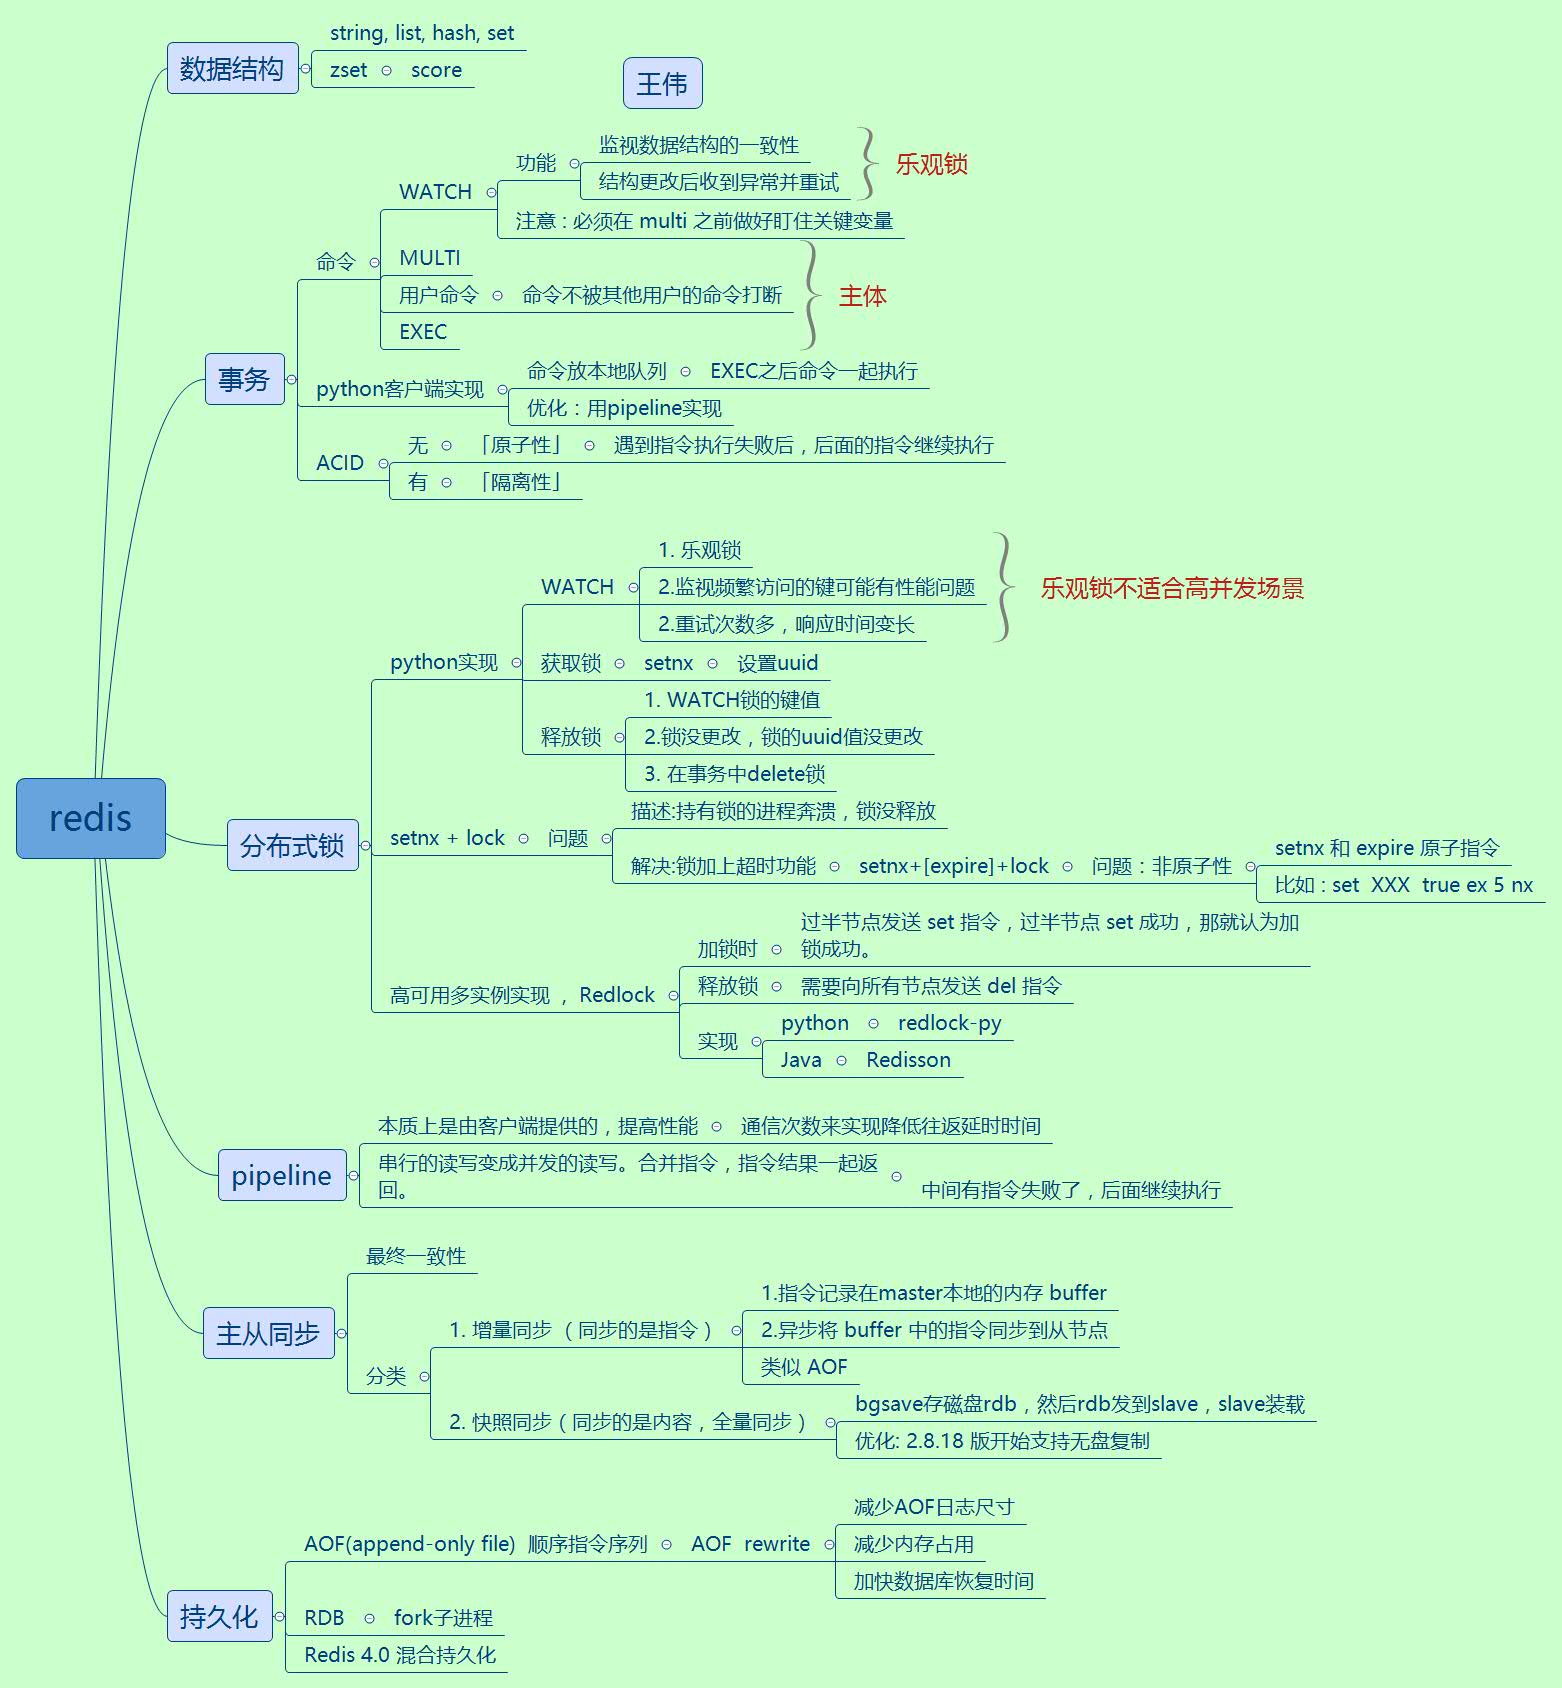 string, list, hash, set
数据结构
zset
score
王伟
监视数据结构的一致性
功能
乐观锁
结构更改后收到异常并重试
WATCH
注意 : 必须在 multi 之前做好盯住关键变量
命令
MULTI
用户命令
命令不被其他用户的命令打断
主体
EXEC
事务
命令放本地队列
EXEC之后命令一起执行
python客户端实现
优化：用pipeline实现
无
「原子性」
遇到指令执行失败后，后面的指令继续执行
ACID
有
「隔离性」
1. 乐观锁
WATCH
2.监视频繁访问的键可能有性能问题
乐观锁不适合高并发场景
2.重试次数多，响应时间变长
python实现
获取锁
setnx
设置uuid
1. WATCH锁的键值
释放锁
2.锁没更改，锁的uuid值没更改
3. 在事务中delete锁
redis
分布式锁
描述:持有锁的进程奔溃，锁没释放
setnx + lock
问题
setnx 和 expire 原子指令
解决:锁加上超时功能
setnx+[expire]+lock
问题：非原子性
比如 : set  XXX  true ex 5 nx
过半节点发送 set 指令，过半节点 set 成功，那就认为加
锁成功。
加锁时
释放锁
需要向所有节点发送 del 指令
高可用多实例实现 ，Redlock
python
redlock-py
实现
Java
Redisson
本质上是由客户端提供的，提高性能
通信次数来实现降低往返延时时间
pipeline
串行的读写变成并发的读写。合并指令，指令结果一起返
回。
中间有指令失败了，后面继续执行
最终一致性
主从同步
1.指令记录在master本地的内存 buffer
1. 增量同步 （同步的是指令 ）
2.异步将 buffer 中的指令同步到从节点
类似 AOF
分类
bgsave存磁盘rdb，然后rdb发到slave，slave装载
2. 快照同步（同步的是内容，全量同步 ）
优化: 2.8.18 版开始支持无盘复制
减少AOF日志尺寸
AOF(append-only file)  顺序指令序列
AOF  rewrite
减少内存占用
加快数据库恢复时间
持久化
RDB
fork子进程
Redis 4.0 混合持久化